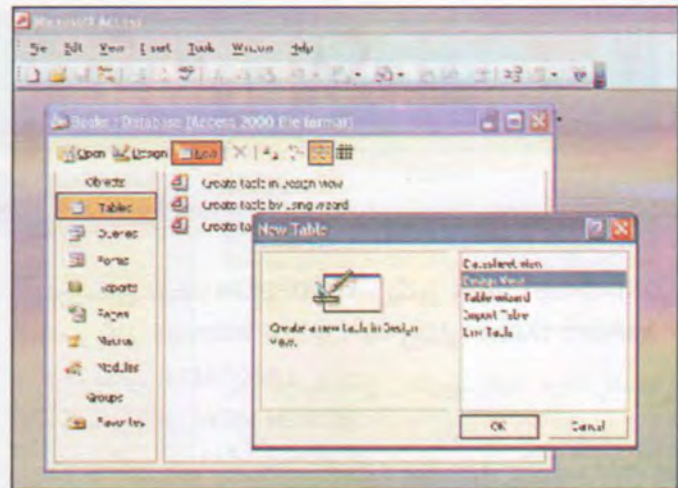 Microsoft Access
File Edit View Insert Tools Window Help
Books : Database (Access 2000 file format)
Open Design New
Objects
Tables
Queries
Forms
Reports
Pages
Macros
Modules
Groups
Favorites
Create table in Design view
Create table by using wizard
Create ta
New Table
Create a new table in Design
View.
Datasheet View
Design View
Table Wizard
Import Table
Link Table
OK Cancel